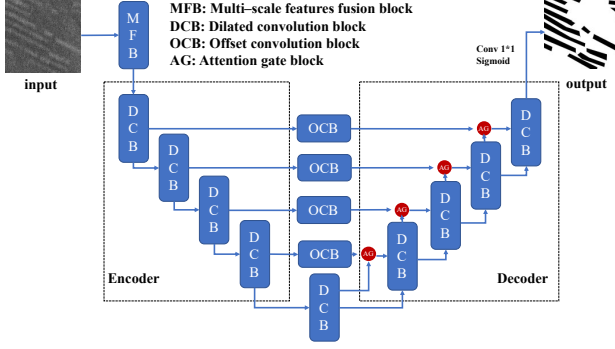 MFB: Multi–scale features fusion block
DCB: Dilated convolution block
OCB: Offset convolution block
AG: Attention gate block
M
F
B
input
Conv 1*1
Sigmoid
output
D
C
B
OCB
AG
D
C
B
D
C
B
OCB
AG
D
C
B
D
C
B
OCB
AG
D
C
B
D
C
B
OCB
AG
D
C
B
Encoder
D
C
B
Decoder